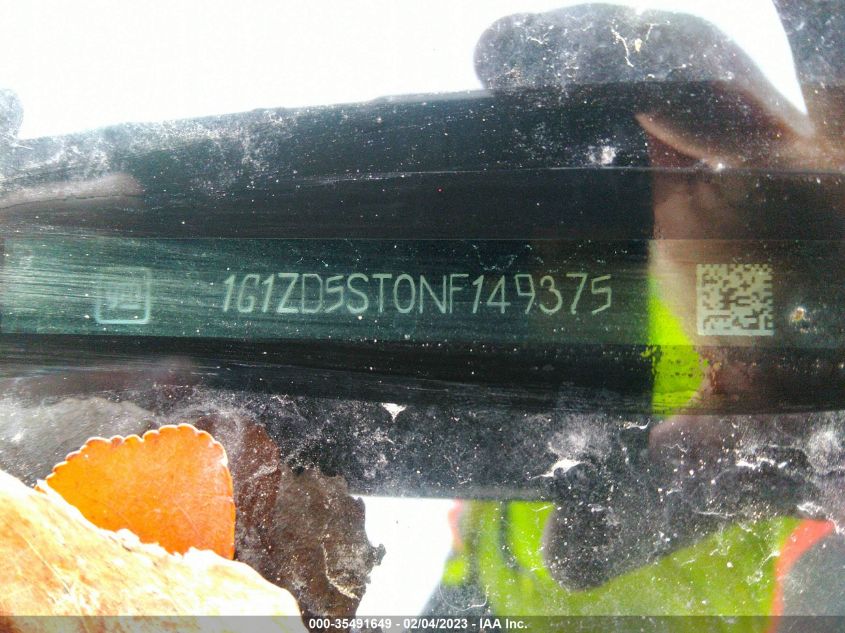 1G1ZD5ST0NF149375
000-35491649 - 02/04/2023 - IAA Inc.